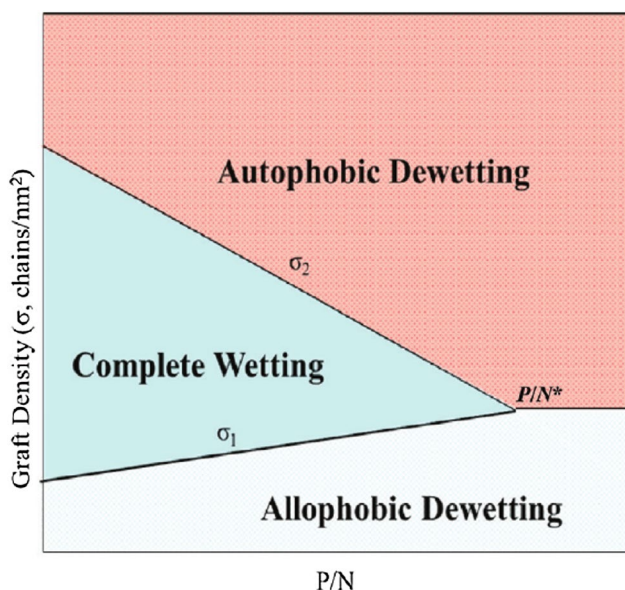 Autophobic Dewetting
σ₂
Complete Wetting
P/N*
σ₁
Allophobic Dewetting
Graft Density (σ, chains/nm²)
P/N